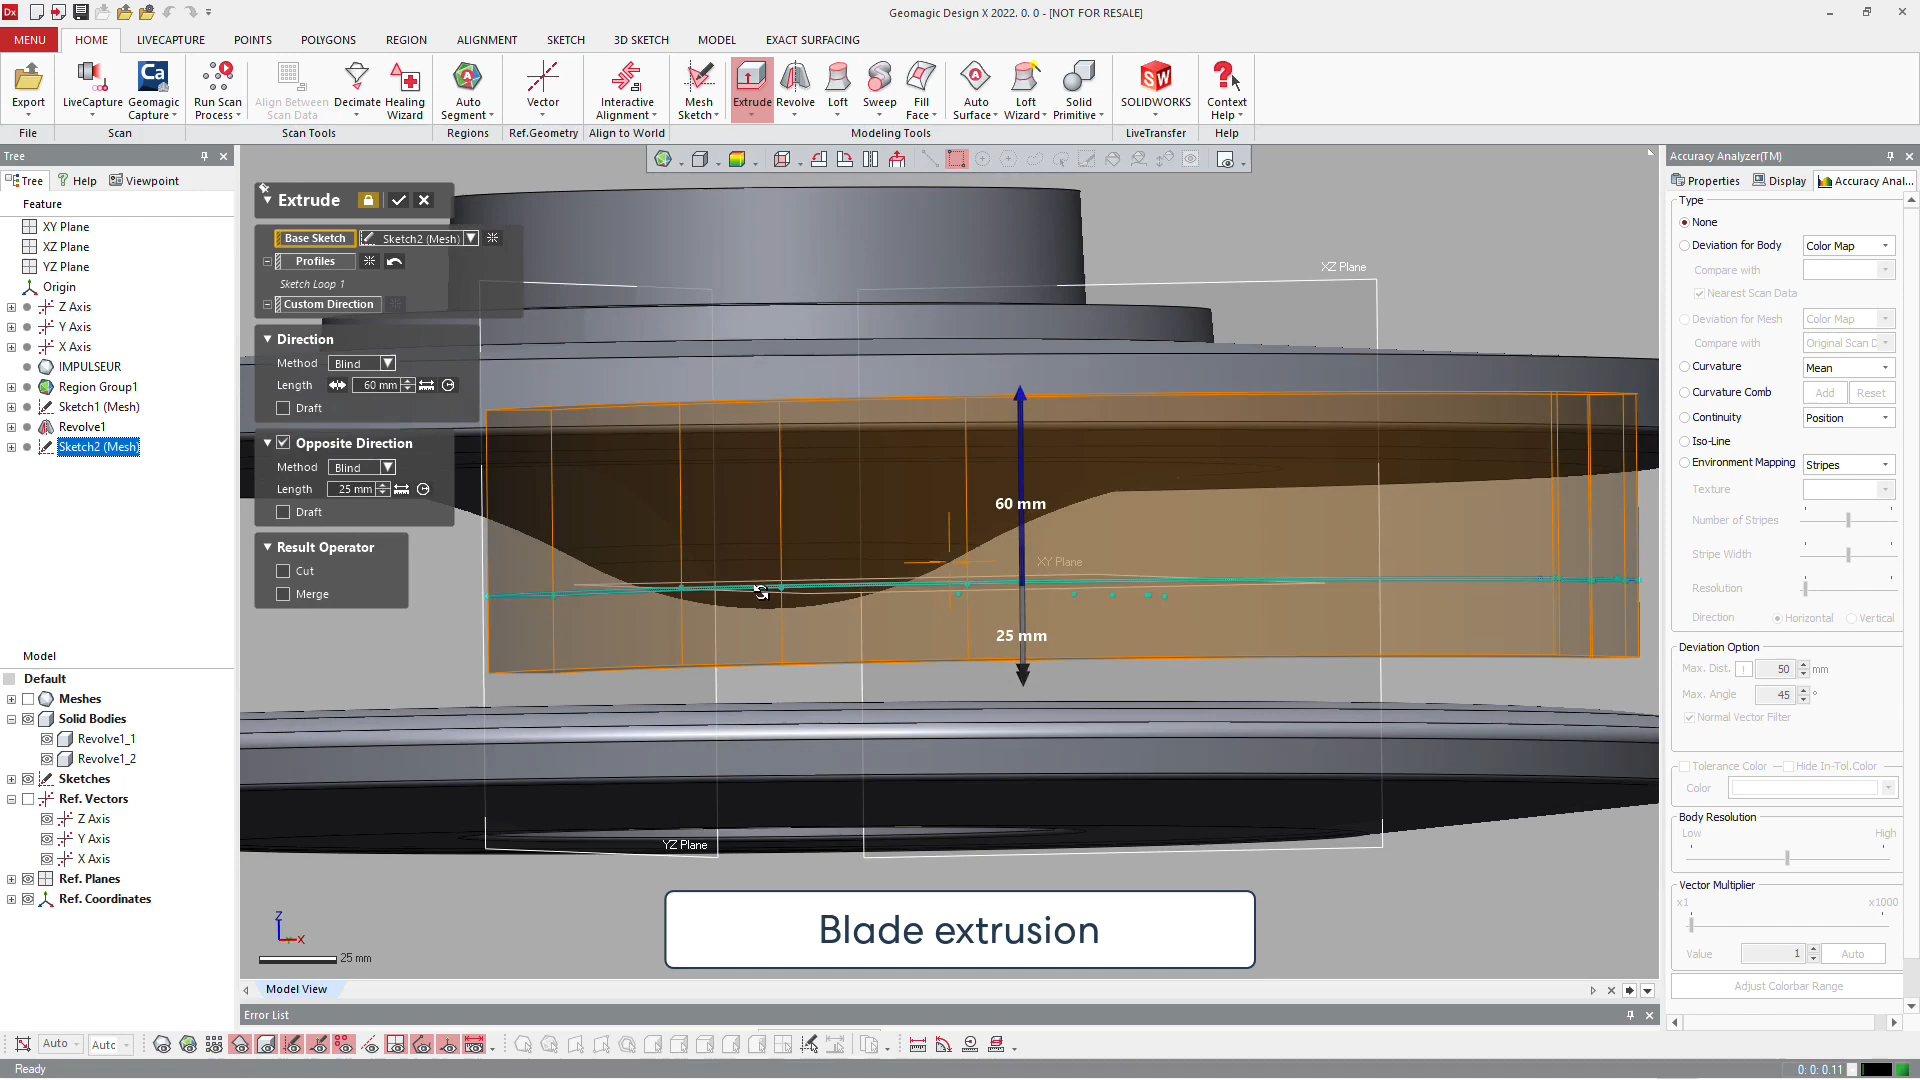 Dx
Geomagic Design X 2022. 0. 0 - [NOT FOR RESALE]
MENU HOME LIVECAPTURE POINTS POLYGONS REGION ALIGNMENT SKETCH 3D SKETCH MODEL EXACT SURFACING
Export
LiveCapture
Geomagic Capture
Run Scan Process
Align Between Scan Data
Decimate
Healing Wizard
Auto Segment
Vector
Interactive Alignment
Mesh Sketch
Extrude
Revolve
Loft
Sweep
Fill Face
Auto Surface
Loft Wizard
Solid Primitive
SOLIDWORKS
Context Help
File Scan Scan Tools Regions Ref.Geometry Align to World Modeling Tools LiveTransfer Help
Tree
Tree Help Viewpoint
Feature
XY Plane
XZ Plane
YZ Plane
Origin
Z Axis
Y Axis
X Axis
IMPULSEUR
Region Group1
Sketch1 (Mesh)
Revolve1
Sketch2 (Mesh)
Model
Default
Meshes
Solid Bodies
Revolve1_1
Revolve1_2
Sketches
Ref. Vectors
Z Axis
Y Axis
X Axis
Ref. Planes
Ref. Coordinates
Extrude
Base Sketch Sketch2 (Mesh)
Profiles
Sketch Loop 1
Custom Direction
Direction
Method Blind
Length 60 mm
Draft
Opposite Direction
Method Blind
Length 25 mm
Draft
Result Operator
Cut
Merge
XZ Plane
60 mm
XY Plane
25 mm
YZ Plane
Z
X
25 mm
Blade extrusion
Model View
Error List
Accuracy Analyzer(TM)
Properties Display Accuracy Anal...
Type
None
Deviation for Body Color Map
Compare with
Nearest Scan Data
Deviation for Mesh Color Map
Compare with Original Scan D
Curvature Mean
Curvature Comb Add Reset
Continuity Position
Iso-Line
Environment Mapping Stripes
Texture
Number of Stripes
Stripe Width
Resolution
Direction Horizontal Vertical
Deviation Option
Max. Dist. 50 mm
Max. Angle 45 °
Normal Vector Filter
Tolerance Color Hide In-Tol.Color
Color
Body Resolution
Low High
Vector Multiplier
x1 x1000
Value 1 Auto
Adjust Colorbar Range
Auto Auto
Ready
0: 0: 0.11